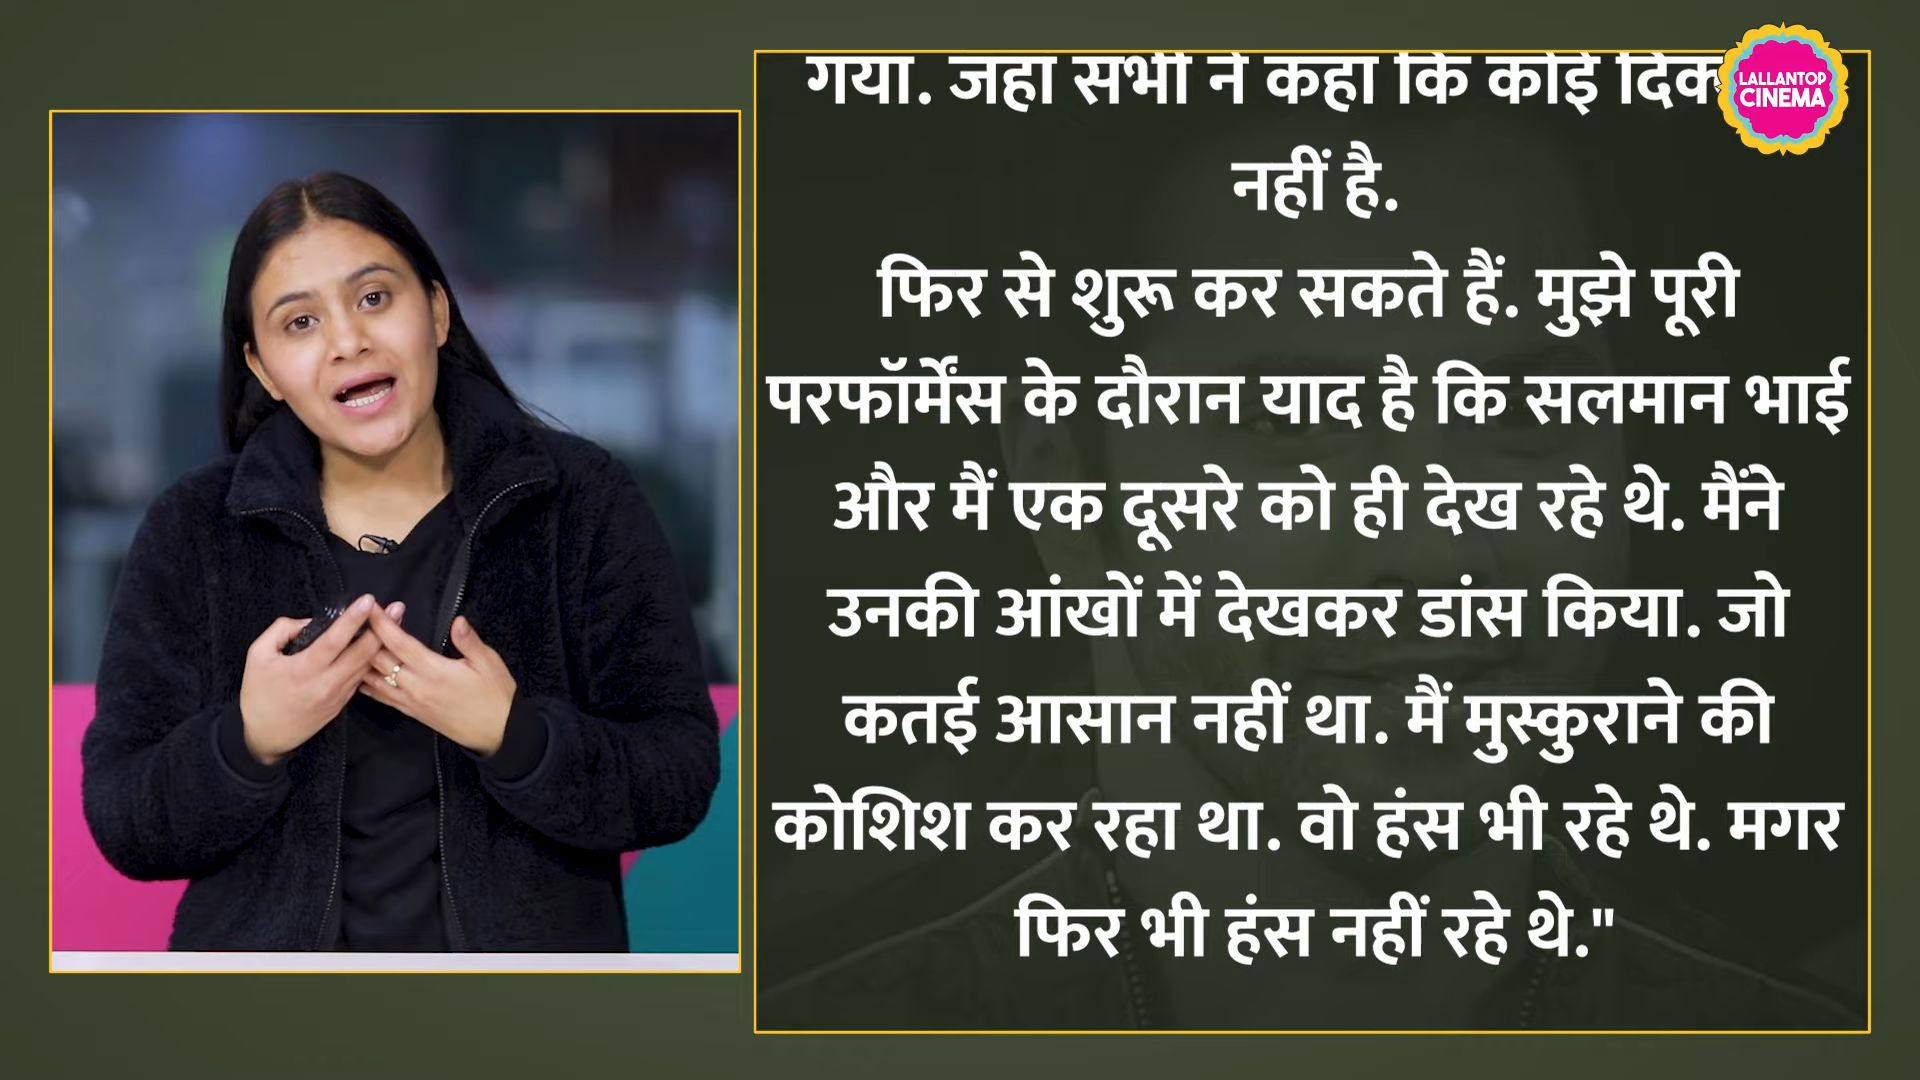 गया. जहां सभी ने कहा कि कोई
LALLANTOP
CINEMA
नहीं है.
फिर से शुरू कर सकते हैं. मुझे पूरी
परफॉर्मेंस के दौरान याद है कि सलमान भाई
और मैं एक दूसरे को ही देख रहे थे. मैंने
उनकी आंखों में देखकर डांस किया. जो
कतई आसान नहीं था. मैं मुस्कुराने की
कोशिश कर रहा था. वो हंस भी रहे थे. मगर
फिर भी हंस नहीं रहे थे."